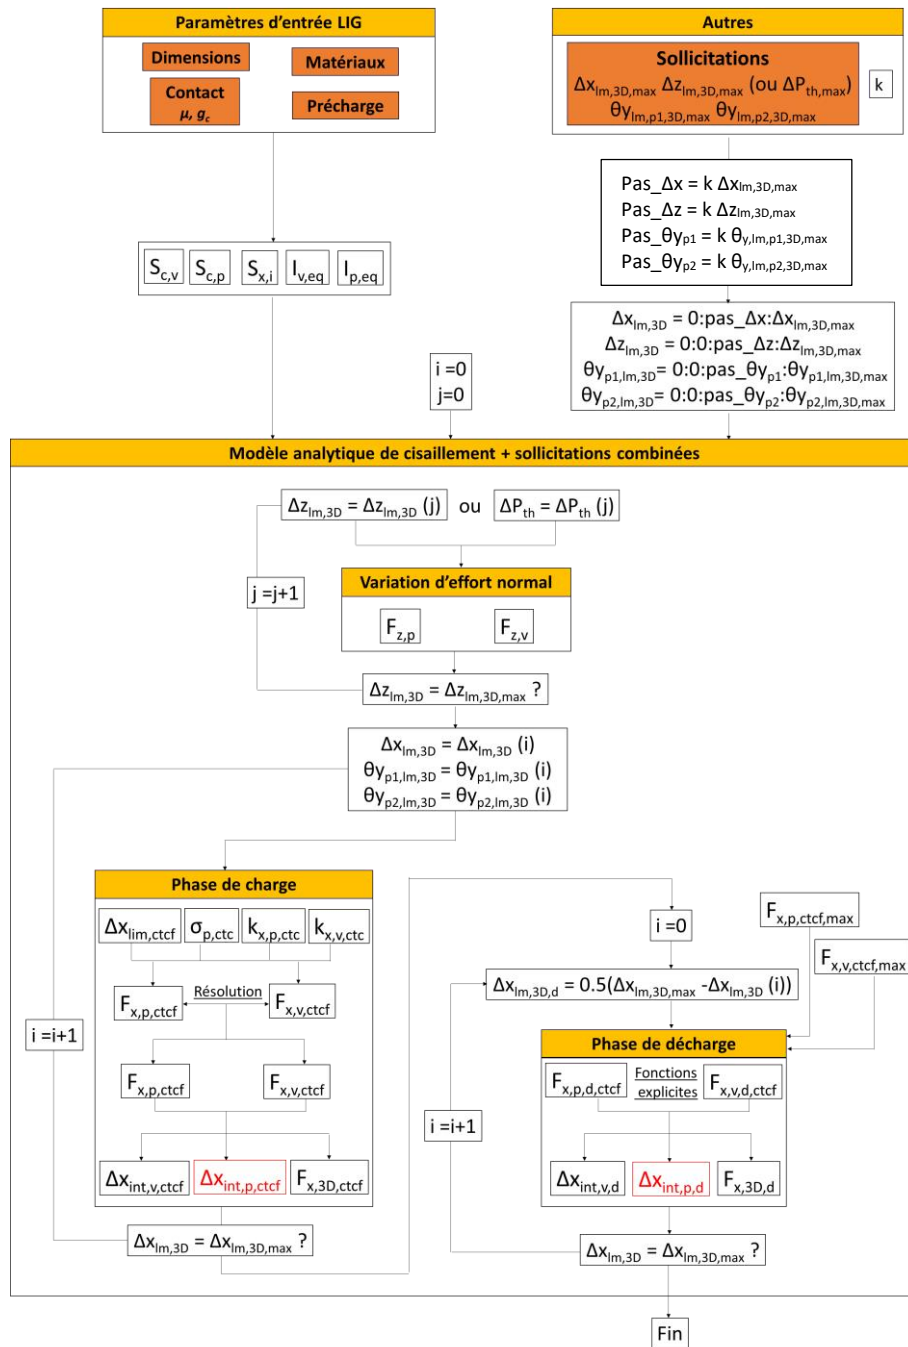 Paramètres d'entrée LIG
Dimensions
Matériaux
Contact
μ, g_c
Précharge
Autres
Sollicitations
Δx_lm,3D,max Δz_lm,3D,max (ou ΔP_th,max)
θy_lm,p1,3D,max θy_lm,p2,3D,max
k
Pas_Δx = k Δx_lm,3D,max
Pas_Δz = k Δz_lm,3D,max
Pas_θy_p1 = k θ_y,lm,p1,3D,max
Pas_θy_p2 = k θ_y,lm,p2,3D,max
S_c,v S_c,p S_x,i I_v,eq I_p,eq
Δx_lm,3D = 0:pas_Δx:Δx_lm,3D,max
Δz_lm,3D = 0:0:pas_Δz:Δz_lm,3D,max
θy_p1,lm,3D= 0:0:pas_θy_p1:θy_p1,lm,3D,max
θy_p2,lm,3D= 0:0:pas_θy_p2:θy_p2,lm,3D,max
i =0
j=0
Modèle analytique de cisaillement + sollicitations combinées
Δz_lm,3D = Δz_lm,3D (j) ou ΔP_th = ΔP_th (j)
j =j+1
Variation d'effort normal
F_z,p F_z,v
Δz_lm,3D = Δz_lm,3D,max ?
Δx_lm,3D = Δx_lm,3D (i)
θy_p1,lm,3D = θy_p1,lm,3D (i)
θy_p2,lm,3D = θy_p2,lm,3D (i)
Phase de charge
Δx_lim,ctcf σ_p,ctc k_x,p,ctc k_x,v,ctc
F_x,p,ctcf Résolution F_x,v,ctcf
i =i+1
F_x,p,ctcf F_x,v,ctcf
Δx_int,v,ctcf Δx_int,p,ctcf F_x,3D,ctcf
Δx_lm,3D = Δx_lm,3D,max ?
i=0
F_x,p,ctcf,max
F_x,v,ctcf,max
Δx_lm,3D,d = 0.5(Δx_lm,3D,max -Δx_lm,3D (i))
Phase de décharge
F_x,p,d,ctcf Fonctions explicites F_x,v,d,ctcf
i =i+1
Δx_int,v,d Δx_int,p,d F_x,3D,d
Δx_lm,3D = Δx_lm,3D,max ?
Fin